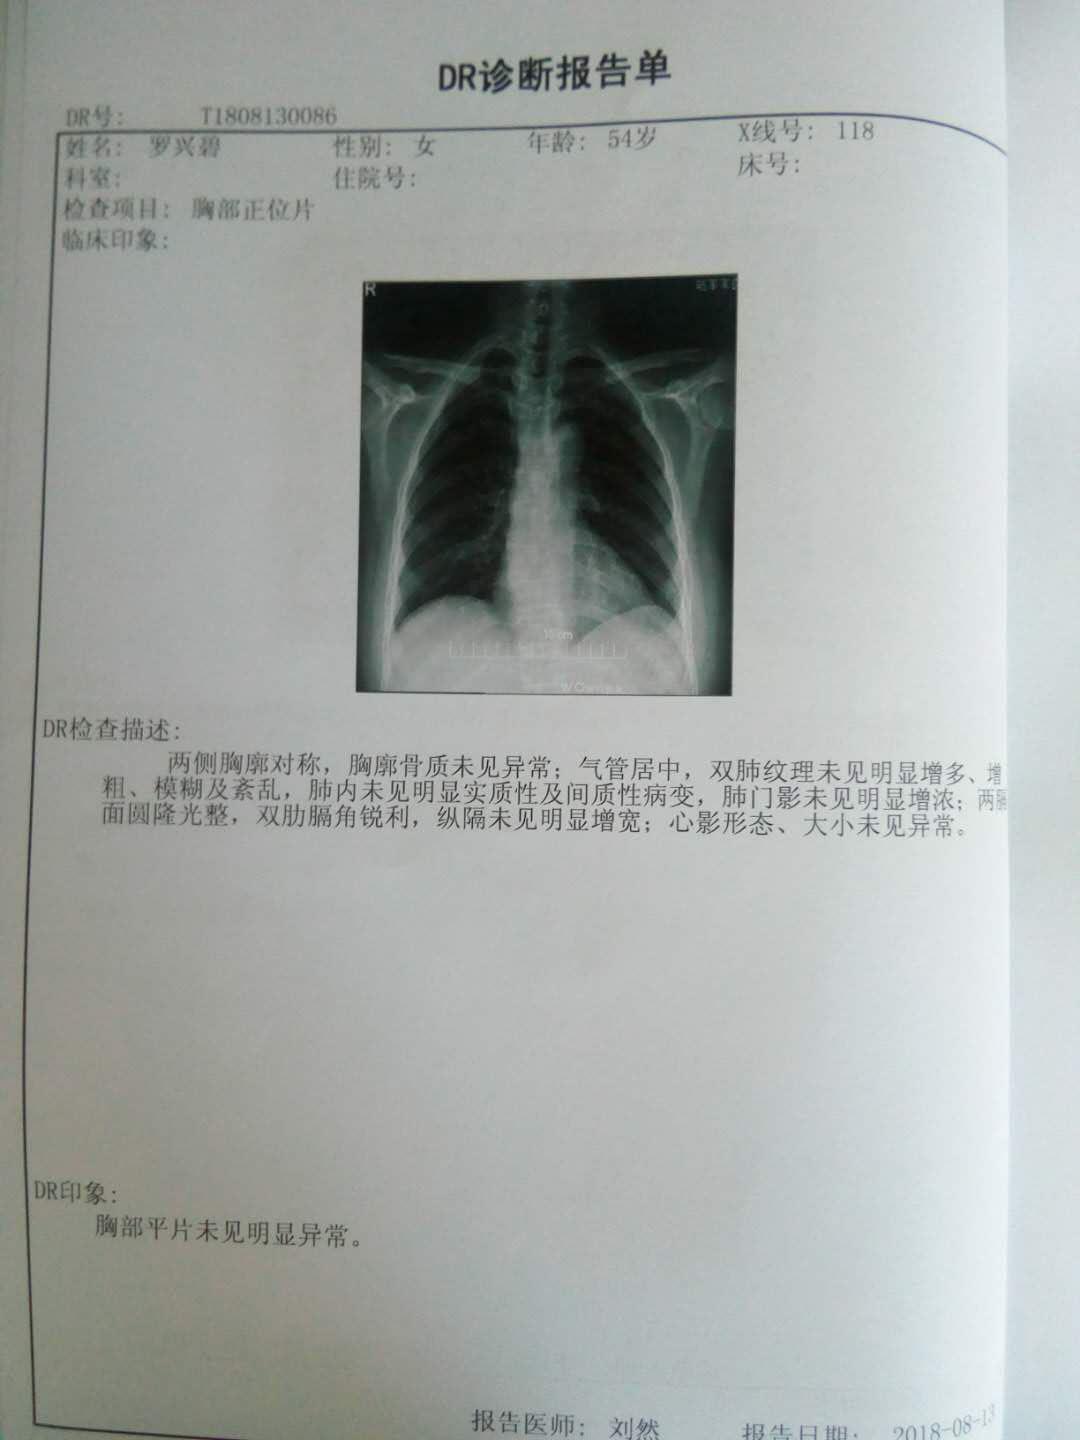 DR诊断报告单
DR号: T1808130086
姓名: 罗兴碧 性别: 女 年龄: 54岁 X线号: 118
科室: 住院号: 床号:
检查项目: 胸部正位片
临床印象:
R
10 cm
DR检查描述:
两侧胸廓对称，胸廓骨质未见异常；气管居中，双肺纹理未见明显增多、增
粗、模糊及紊乱，肺内未见明显实质性及间质性病变，肺门影未见明显增浓；两膈
面圆隆光整，双肋膈角锐利，纵隔未见明显增宽；心影形态、大小未见异常。
DR印象:
胸部平片未见明显异常。
报告医师: 刘然 报告日期: 2018-08-13